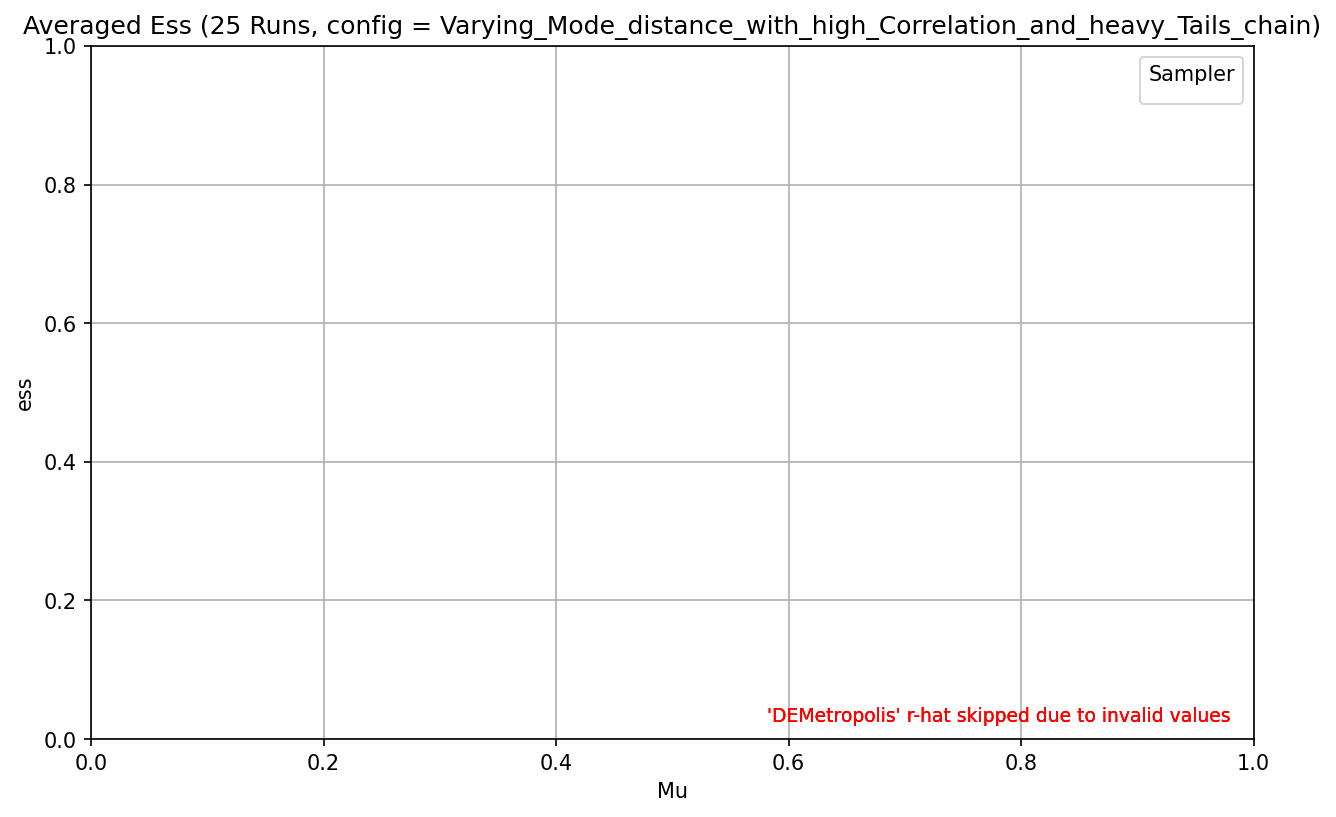 Averaged Ess (25 Runs, config = Varying_Mode_distance_with_high_Correlation_and_heavy_Tails_chain)
1.0
Sampler
0.8
0.6
ess
0.4
0.2
'DEMetropolis' r-hat skipped due to invalid values
0.0
0.0 0.2 0.4 0.6 0.8 1.0
Mu